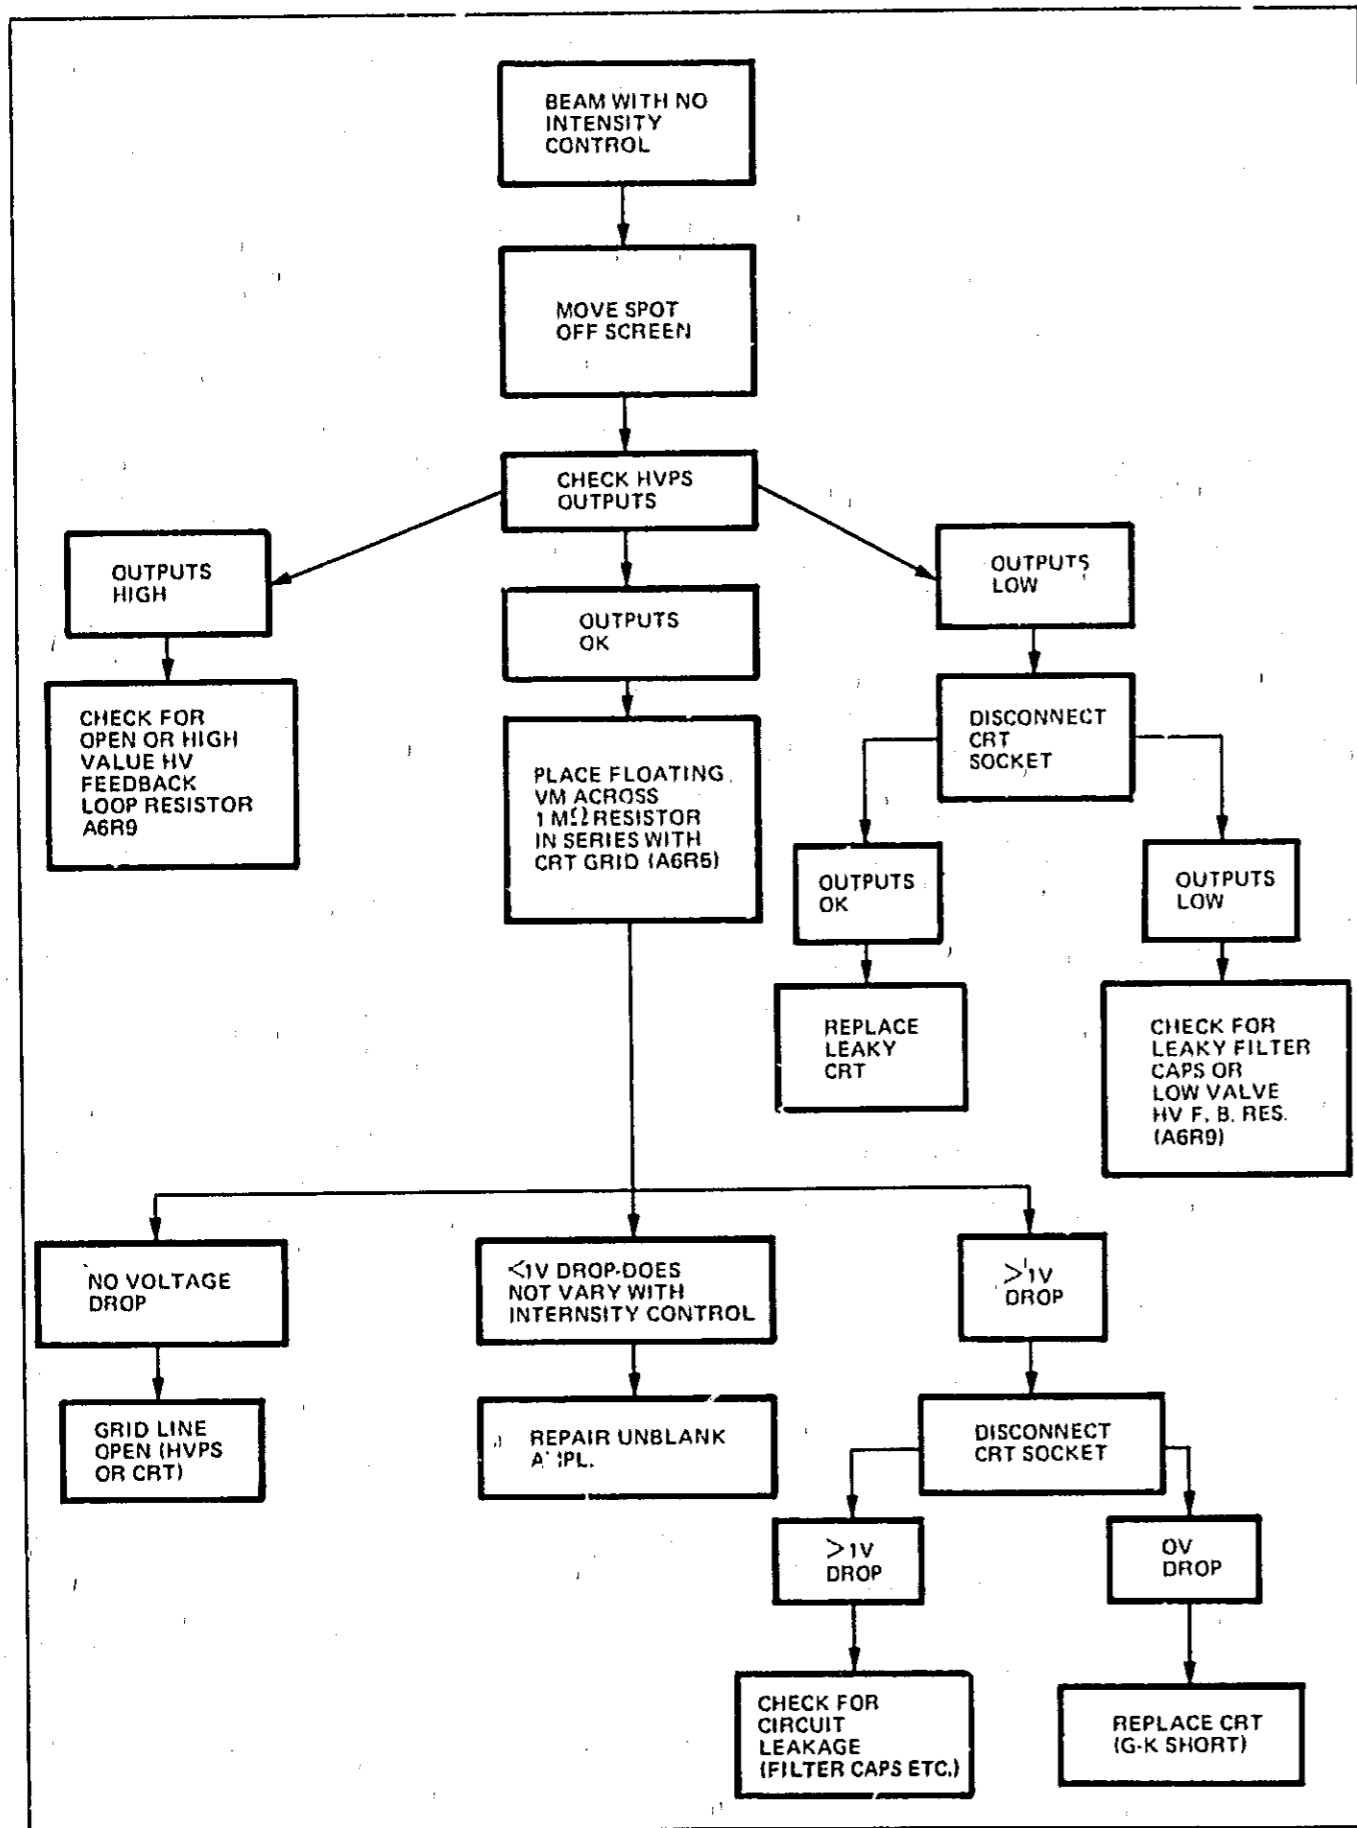 BEAM WITH NO
INTENSITY
CONTROL
MOVE SPOT
OFF SCREEN
CHECK HVPS
OUTPUTS
OUTPUTS
HIGH
OUTPUTS
OK
OUTPUTS
LOW
CHECK FOR
OPEN OR HIGH
VALUE HV
FEEDBACK
LOOP RESISTOR
A6R9
PLACE FLOATING
VM ACROSS
1 MΩ RESISTOR
IN SERIES WITH
CRT GRID (A6R5)
DISCONNECT
CRT
SOCKET
OUTPUTS
OK
OUTPUTS
LOW
REPLACE
LEAKY
CRT
CHECK FOR
LEAKY FILTER
CAPS OR
LOW VALVE
HV F. B. RES.
(A6R9)
NO VOLTAGE
DROP
<1V DROP-DOES
NOT VARY WITH
INTERNSITY CONTROL
>1V
DROP
GRID LINE
OPEN (HVPS
OR CRT)
REPAIR UNBLANK
DISCONNECT
CRT SOCKET
>1V
DROP
0V
DROP
CHECK FOR
CIRCUIT
LEAKAGE
(FILTER CAPS ETC.)
REPLACE CRT
(G-K SHORT)